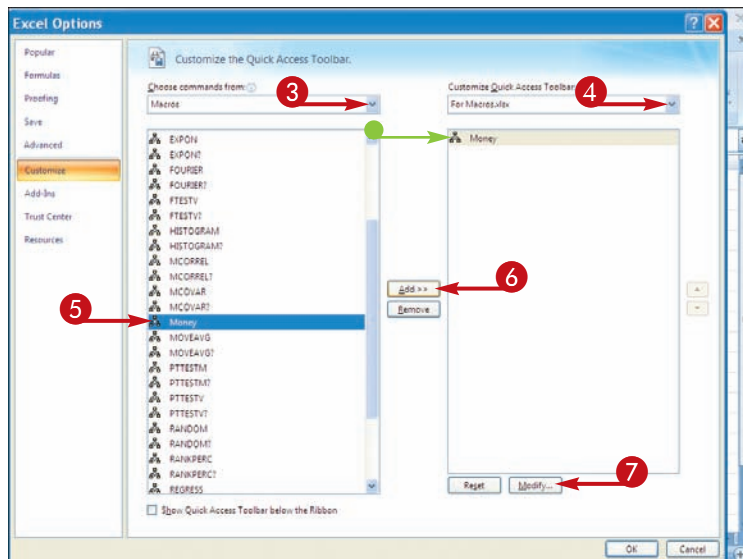 Excel Options
Popular
Formulas
Proofing
Save
Advanced
Customize
Add-Ins
Trust Center
Resources
Customize the Quick Access Toolbar.
Choose commands from:
3
Macros
Customize Quick Access Toolbar
4
For Macros.xlsx
EXPON
EXPON?
FOURIER
FOURIER?
FTESTV
FTESTV?
HISTOGRAM
HISTOGRAM?
MCORREL
MCORREL?
MCOVAR
MCOVAR?
5
Money
MOVEAVG
MOVEAVG?
PTTESTM
PTTESTM?
PTTESTV
PTTESTV?
RANDOM
RANDOM?
RANKPERC
RANKPERC?
REGRESS
Add >>
6
Remove
Money
Reset
Modify...
7
Show Quick Access Toolbar below the Ribbon
OK
Cancel